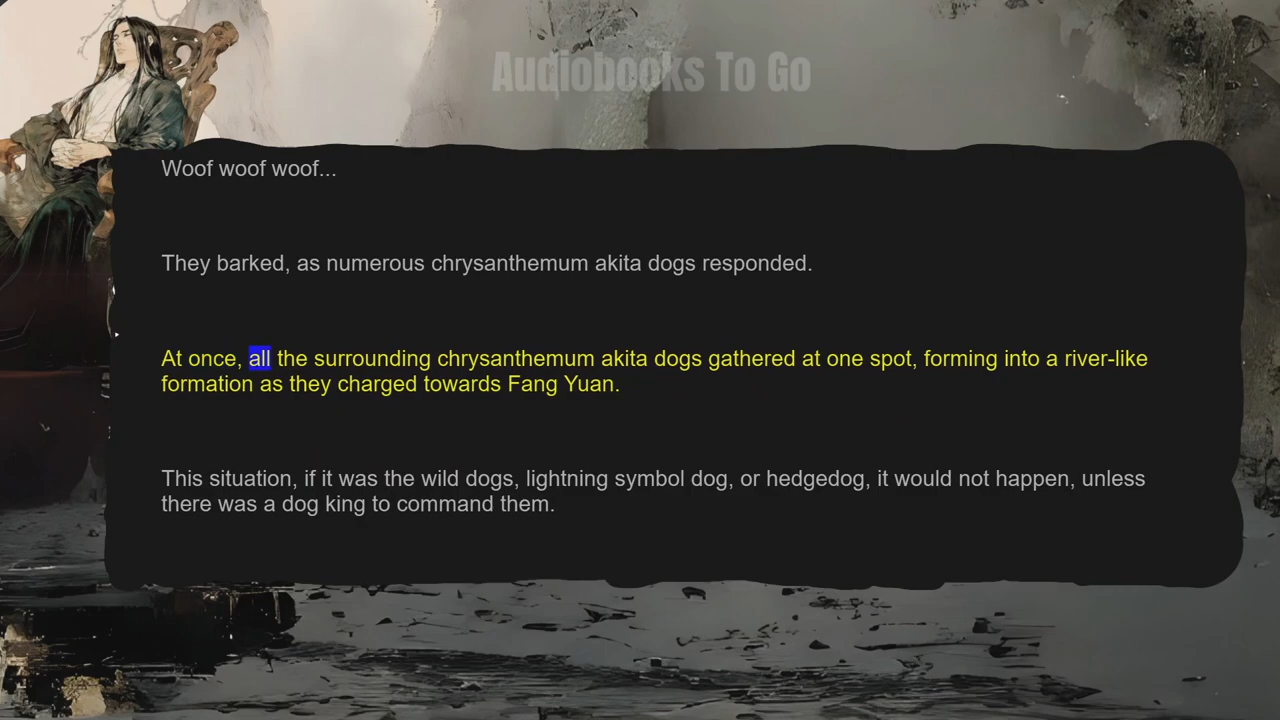 Audiobooks To Go
Woof woof woof...
They barked, as numerous chrysanthemum akita dogs responded.
At once, all the surrounding chrysanthemum akita dogs gathered at one spot, forming into a river-like
formation as they charged towards Fang Yuan.
This situation, if it was the wild dogs, lightning symbol dog, or hedgedog, it would not happen, unless
there was a dog king to command them.